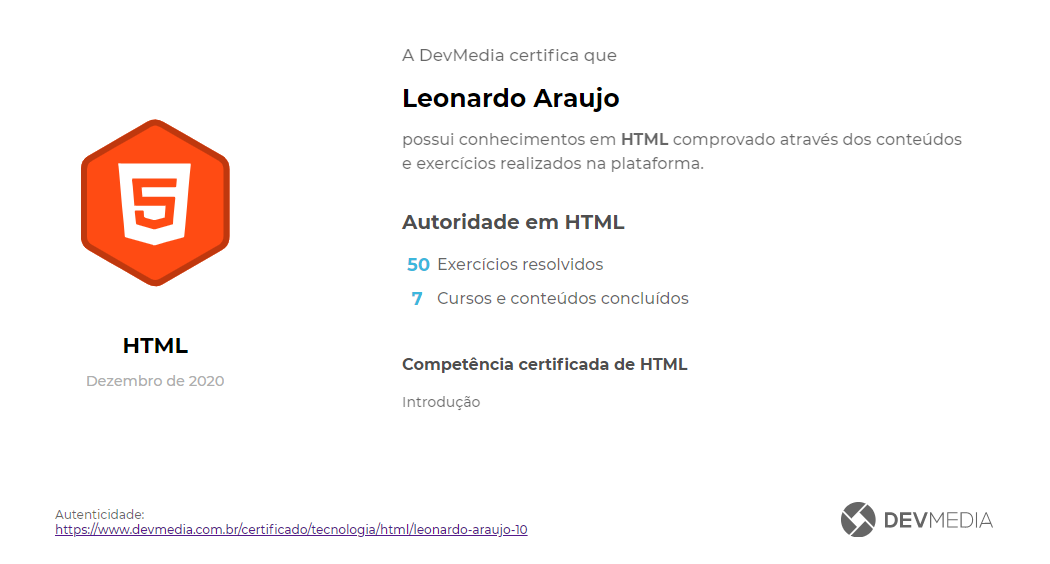 A DevMedia certifica que
Leonardo Araujo
possui conhecimentos em HTML comprovado através dos conteúdos
e exercícios realizados na plataforma.
Autoridade em HTML
50 Exercícios resolvidos
7 Cursos e conteúdos concluídos
Competência certificada de HTML
Introdução
5
HTML
Dezembro de 2020
Autenticidade:
https://www.devmedia.com.br/certificado/tecnologia/html/leonardo-araujo-10
DEVMEDIA